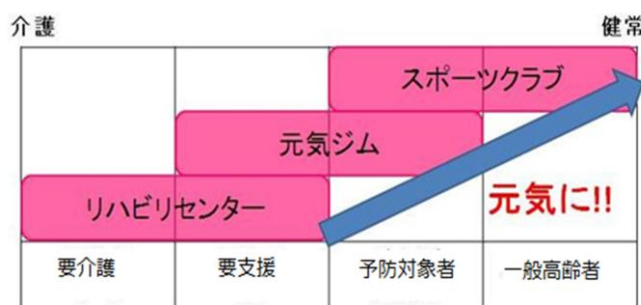 介護
健常
スポーツクラブ
元気ジム
リハビリセンター
元気に!!
要介護
要支援
予防対象者
一般高齢者